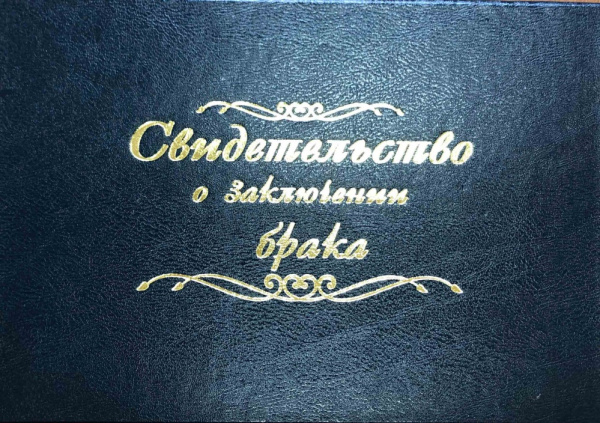 Свидетельство
о заключении
брака